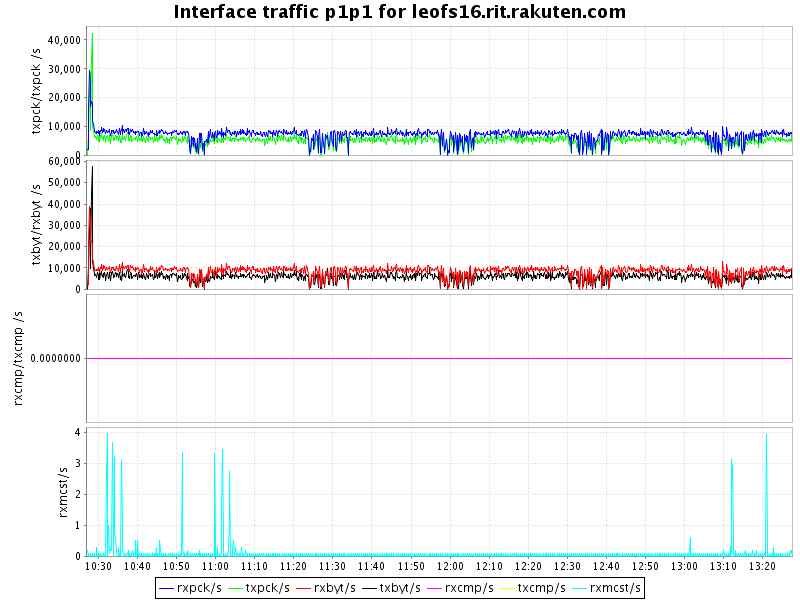 Interface traffic p1p1 for leofs16.rit.rakuten.com
txpck/txpck /s
40,000
30,000
20,000
10,000
0
txbyt/rxbyt /s
60,000
50,000
40,000
30,000
20,000
10,000
0
rxcmp/txcmp /s
0.0000000
rxmcst/s
4
3
2
1
0
10:30 10:40 10:50 11:00 11:10 11:20 11:30 11:40 11:50 12:00 12:10 12:20 12:30 12:40 12:50 13:00 13:10 13:20
rxpck/s txpck/s rxbyt/s txbyt/s rxcmp/s txcmp/s rxmcst/s